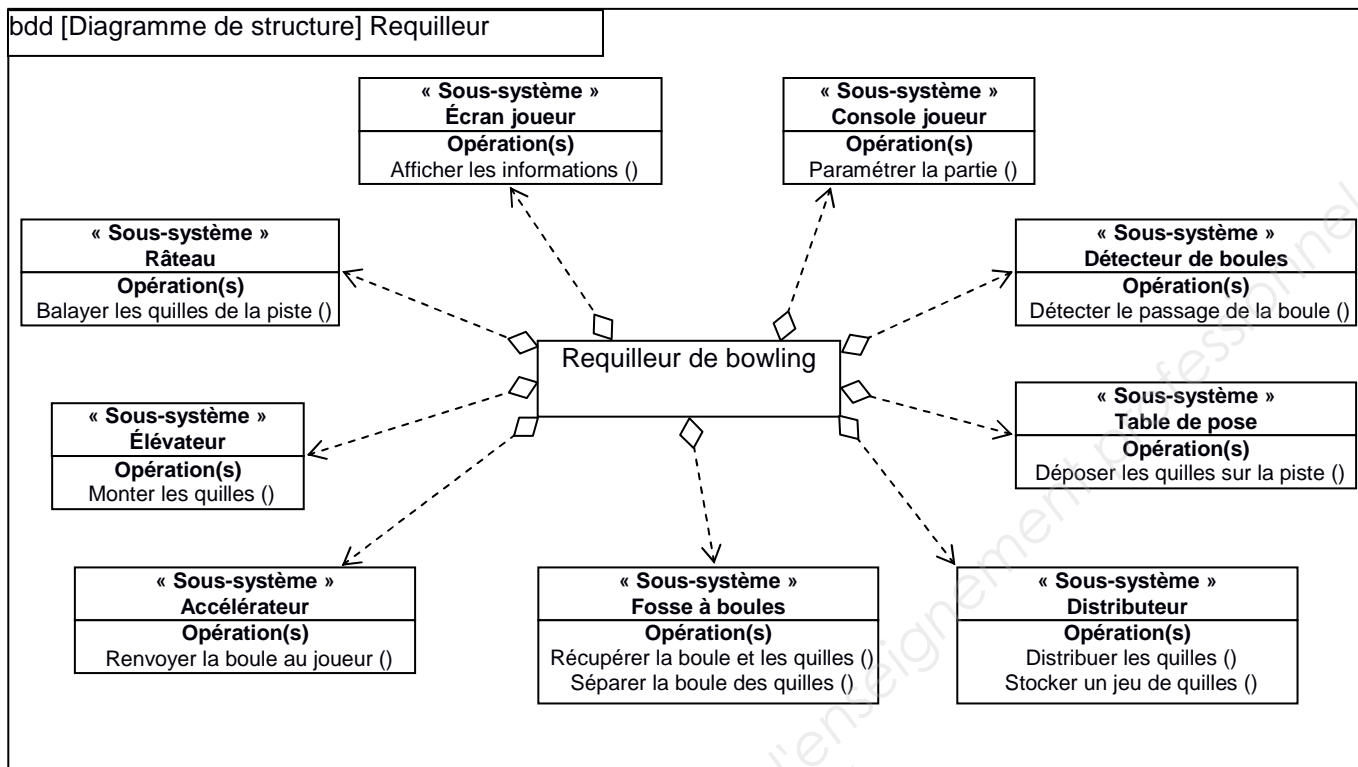 bdd [Diagramme de structure] Requilleur
« Sous-système »
Écran joueur
Opération(s)
Afficher les informations ()
« Sous-système »
Console joueur
Opération(s)
Paramétrer la partie ()
« Sous-système »
Râteau
Opération(s)
Balayer les quilles de la piste ()
« Sous-système »
Détecteur de boules
Opération(s)
Détecter le passage de la boule ()
Requilleur de bowling
« Sous-système »
Élévateur
Opération(s)
Monter les quilles ()
« Sous-système »
Table de pose
Opération(s)
Déposer les quilles sur la piste ()
« Sous-système »
Accélérateur
Opération(s)
Renvoyer la boule au joueur ()
« Sous-système »
Fosse à boules
Opération(s)
Récupérer la boule et les quilles ()
Séparer la boule des quilles ()
« Sous-système »
Distributeur
Opération(s)
Distribuer les quilles ()
Stocker un jeu de quilles ()
l'enseignement professionnel